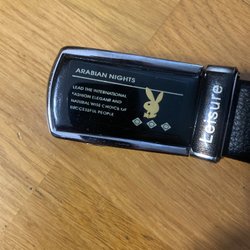 ARABIAN NIGHTS
LEAD THE INTERNATIONAL
FASHION ELEGANT AND
NATURAL WISE CHOICE OF
SUCCESSFUL PEOPLE
Leisure